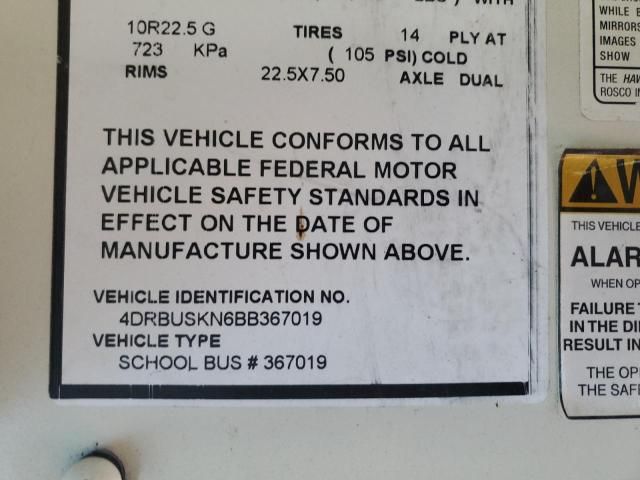 WITH
10R22.5 G TIRES 14 PLY AT
723 KPa ( 105 PSI) COLD
RIMS 22.5X7.50 AXLE DUAL
THIS VEHICLE CONFORMS TO ALL
APPLICABLE FEDERAL MOTOR
VEHICLE SAFETY STANDARDS IN
EFFECT ON THE DATE OF
MANUFACTURE SHOWN ABOVE.
VEHICLE IDENTIFICATION NO.
4DRBUSKN6BB367019
VEHICLE TYPE
SCHOOL BUS # 367019
WHILE
MIRRORS
IMAGES
SHOW
THE
ROSCO
THIS VEHICLE
ALAR
WHEN OP
FAILURE
IN THE DI
RESULT IN
THE OP
THE SAF